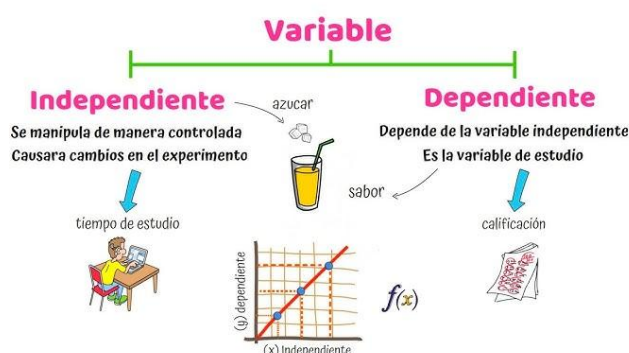 Variable
Independiente
Se manipula de manera controlada
Causara cambios en el experimento
tiempo de estudio
azucar
sabor
Dependiente
Depende de la variable independiente
Es la variable de estudio
calificación
(y) dependiente
(x) Independiente
f(x)